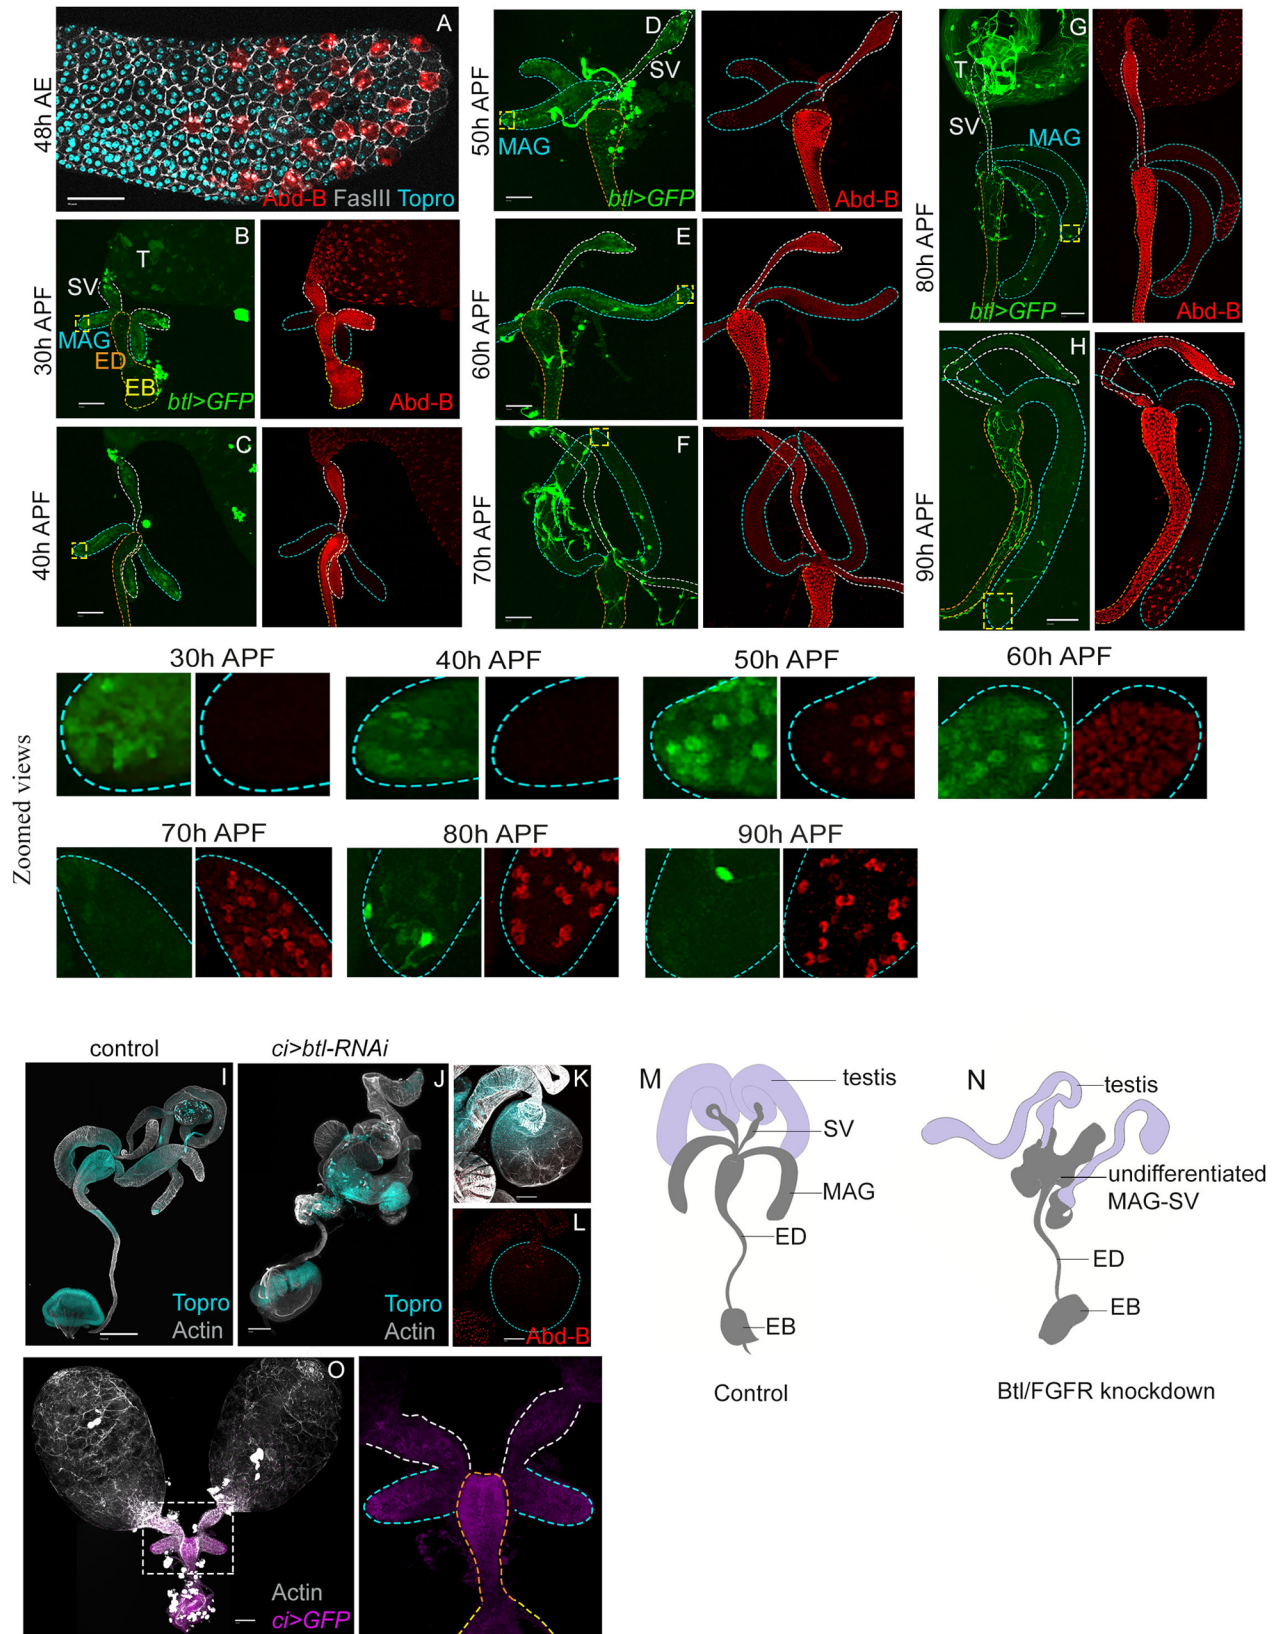 A
48h AE
Abd-B FasIII Topro
B
T
SV
MAG
ED
EB
30h APF
btl>GFP
Abd-B
C
40h APF
D
SV
MAG
50h APF
btl>GFP
Abd-B
E
60h APF
F
70h APF
G
T
SV
MAG
80h APF
btl>GFP
Abd-B
H
90h APF
Zoomed views
30h APF
40h APF
50h APF
60h APF
70h APF
80h APF
90h APF
control
ci>btl-RNAi
I
Topro
Actin
J
Topro
Actin
K
L
Abd-B
M
testis
SV
MAG
ED
EB
Control
N
testis
undifferentiated
MAG-SV
ED
EB
Btl/FGFR knockdown
O
Actin
ci>GFP